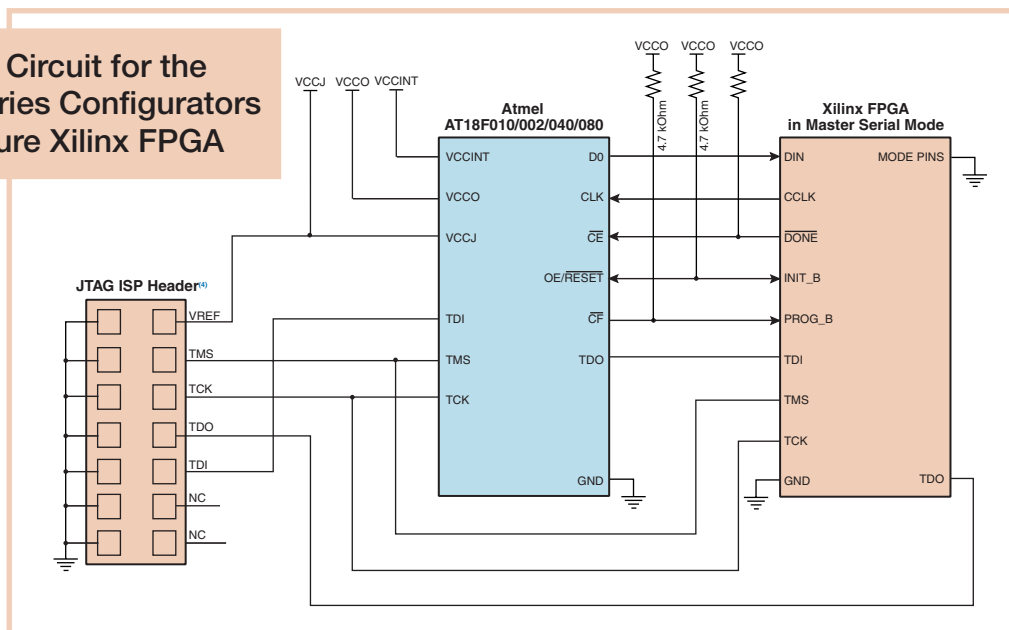 Circuit for the
ries Configurators
ure Xilinx FPGA
VCCJ VCCO VCCINT
VCCO VCCO VCCO
4.7 kOhm
4.7 kOhm
Atmel
AT18F010/002/040/080
VCCINT
VCCO
VCCJ
TDI
TMS
TCK
D0
CLK
CE
OE/RESET
CF
TDO
GND
Xilinx FPGA
in Master Serial Mode
DIN
CCLK
DONE
INIT_B
PROG_B
TDI
TMS
TCK
GND
MODE PINS
TDO
JTAG ISP Header(4)
VREF
TMS
TCK
TDO
TDI
NC
NC